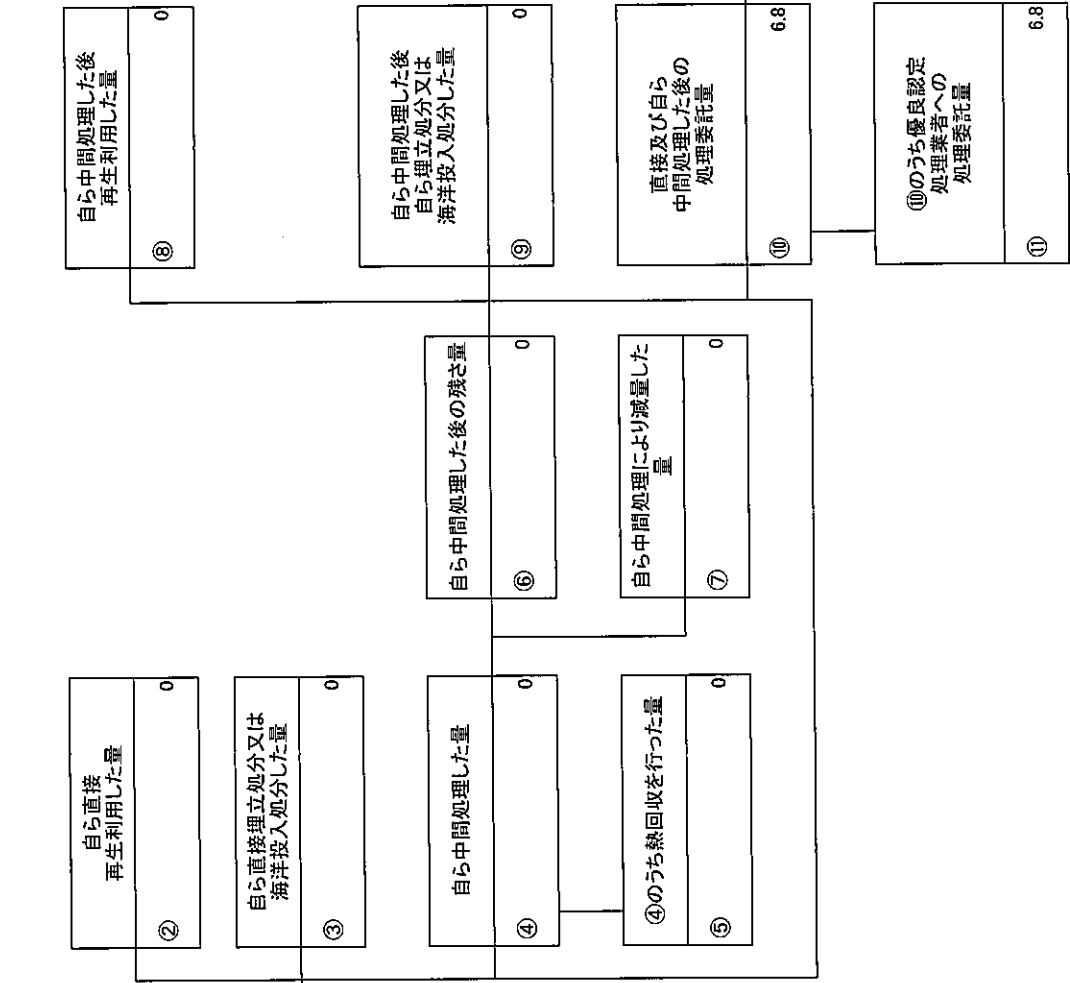 自ら直接
再生利用した量
②
0
自ら直接埋立処分又は
海洋投入処分した量
③
0
自ら中間処理した量
④
0
④のうち熱回収を行った量
⑤
0
自ら中間処理した後の残さ量
⑥
0
自ら中間処理により減量した
量
⑦
0
自ら中間処理した後
再生利用した量
⑧
0
自ら中間処理した後
自ら埋立処分又は
海洋投入処分した量
⑨
0
直接及び自ら
中間処理した後の
処理委託量
⑩
6.8
⑩のうち優良認定
処理業者への
処理委託量
⑪
6.8